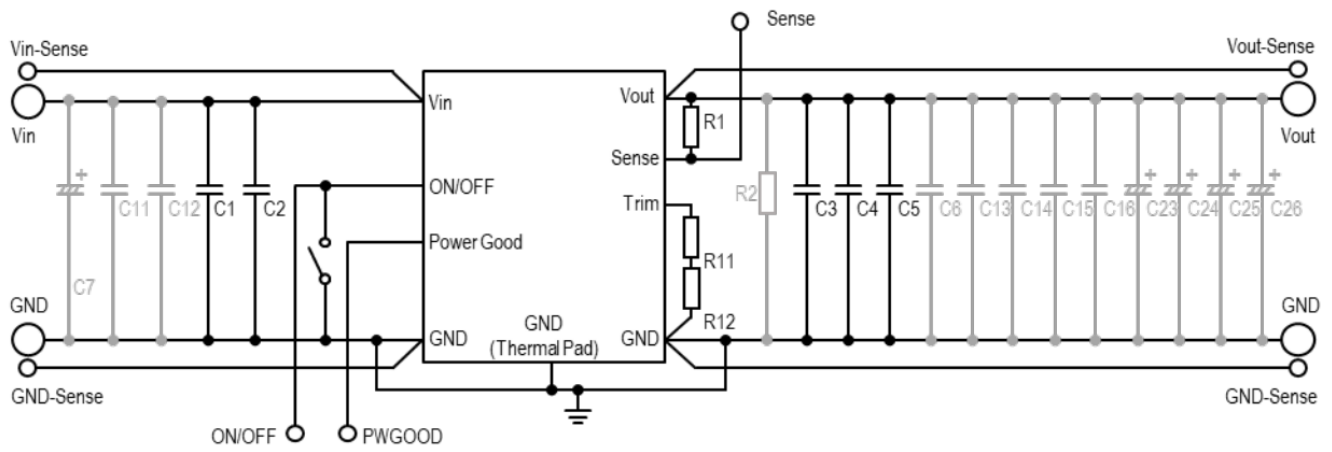 Sense
Vin-Sense
Vout-Sense
Vin
Vin
Vout
Vout
R1
Sense
ON/OFF
Trim
R2
C11
C12
C1
C2
C3
C4
C5
C6
C13
C14
C15
C16
C23
C24
C25
C26
+
+
+
+
+
Power Good
R11
C7
GND
GND
R12
GND
GND
(Thermal Pad)
GND
GND-Sense
GND-Sense
ON/OFF
PWGOOD